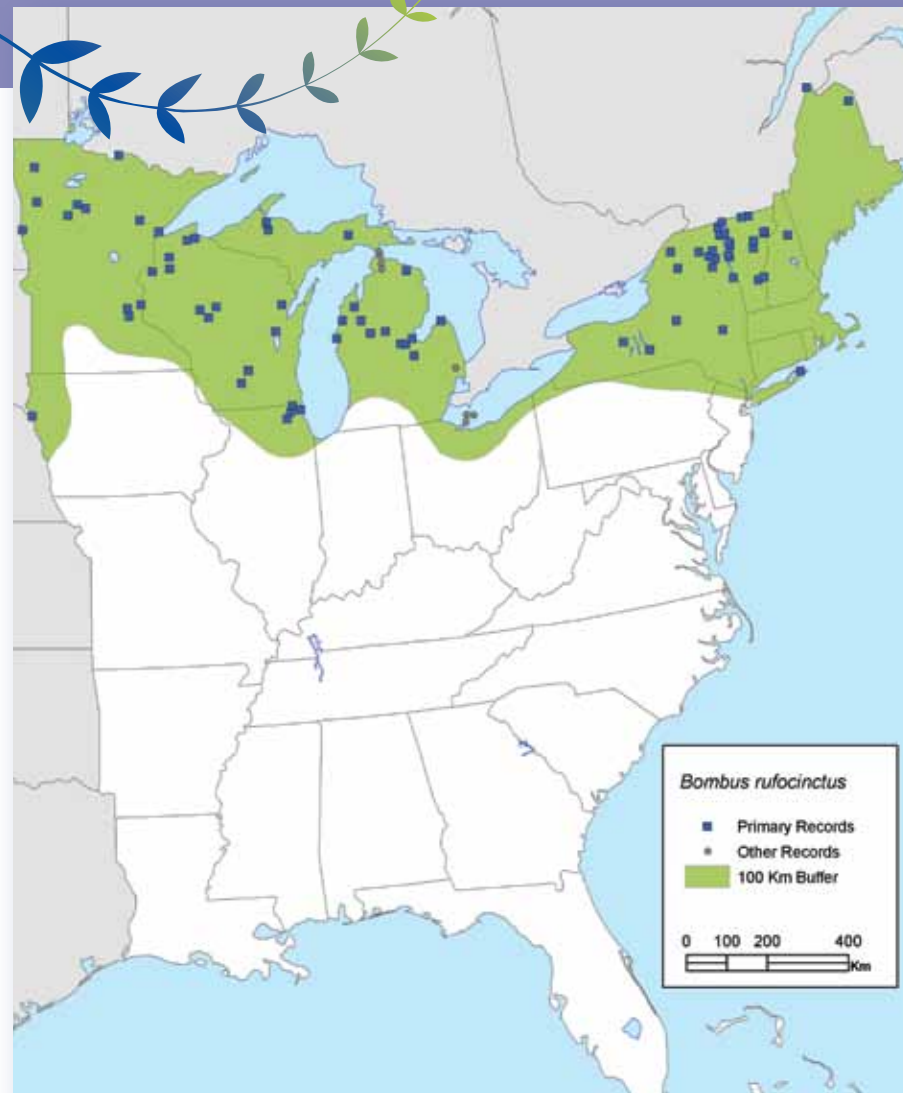 Bombus rufocinctus
Primary Records
Other Records
100 Km Buffer
0 100 200 400
Km